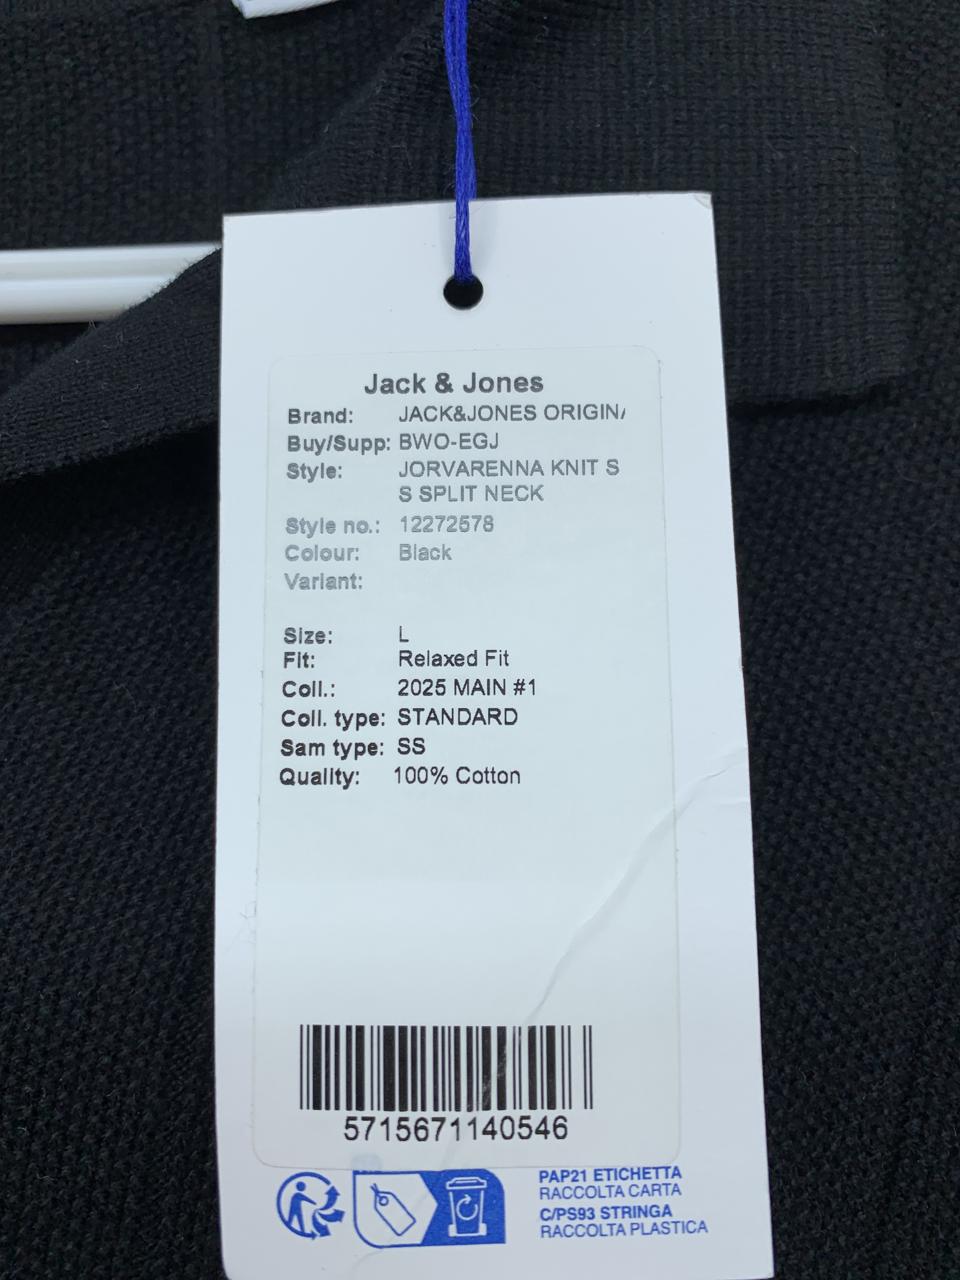 Jack & Jones
Brand: JACK&JONES ORIGIN
Buy/Supp: BWO-EGJ
Style: JORVARENNA KNIT S
S SPLIT NECK
Style no.: 12272578
Colour: Black
Variant:
Size: L
Fit: Relaxed Fit
Coll.: 2025 MAIN #1
Coll. type: STANDARD
Sam type: SS
Quality: 100% Cotton
5715671140546
PAP21 ETICHETTA
RACCOLTA CARTA
C/PS93 STRINGA
RACCOLTA PLASTICA